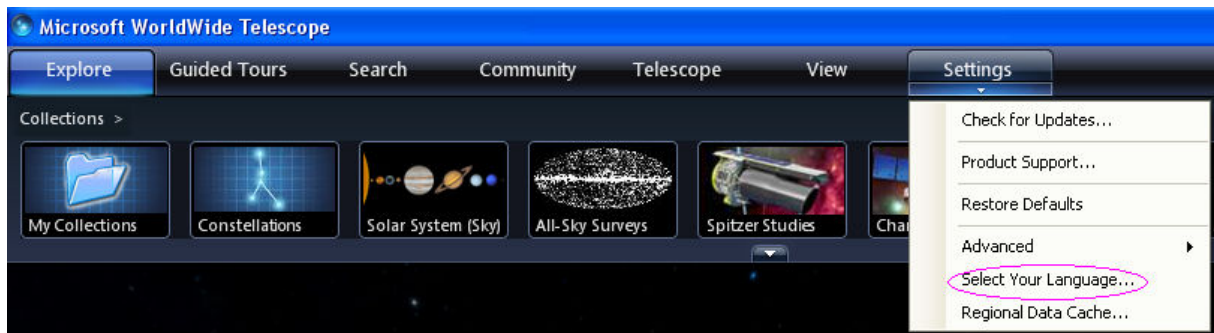 Microsoft WorldWide Telescope
Explore Guided Tours Search Community Telescope View Settings
Collections >
My Collections Constellations Solar System (Sky) All-Sky Surveys Spitzer Studies
Check for Updates...
Product Support...
Restore Defaults
Advanced
Select Your Language...
Regional Data Cache...